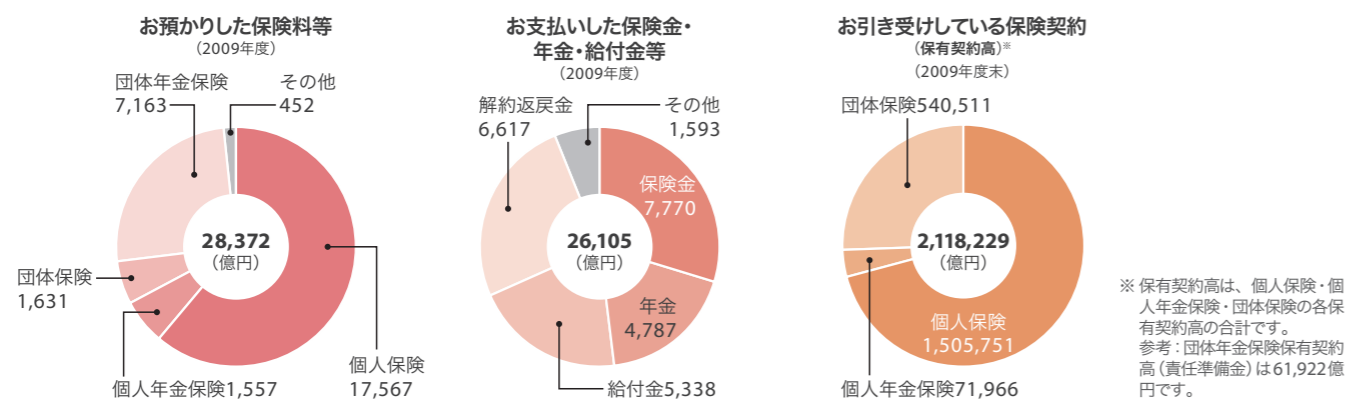 お預かりした保険料等
（2009年度）
団体年金保険
7,163
その他
452
28,372
（億円）
団体保険
1,631
個人年金保険1,557
個人保険
17,567
お支払いした保険金・
年金・給付金等
（2009年度）
解約返戻金
6,617
その他
1,593
保険金
7,770
26,105
（億円）
年金
4,787
給付金5,338
お引き受けしている保険契約
（保有契約高）※
（2009年度末）
団体保険540,511
2,118,229
（億円）
個人保険
1,505,751
個人年金保険71,966
※ 保有契約高は、個人保険・個
人年金保険・団体保険の各保
有契約高の合計です。
参考：団体年金保険保有契約
高（責任準備金）は61,922億
円です。